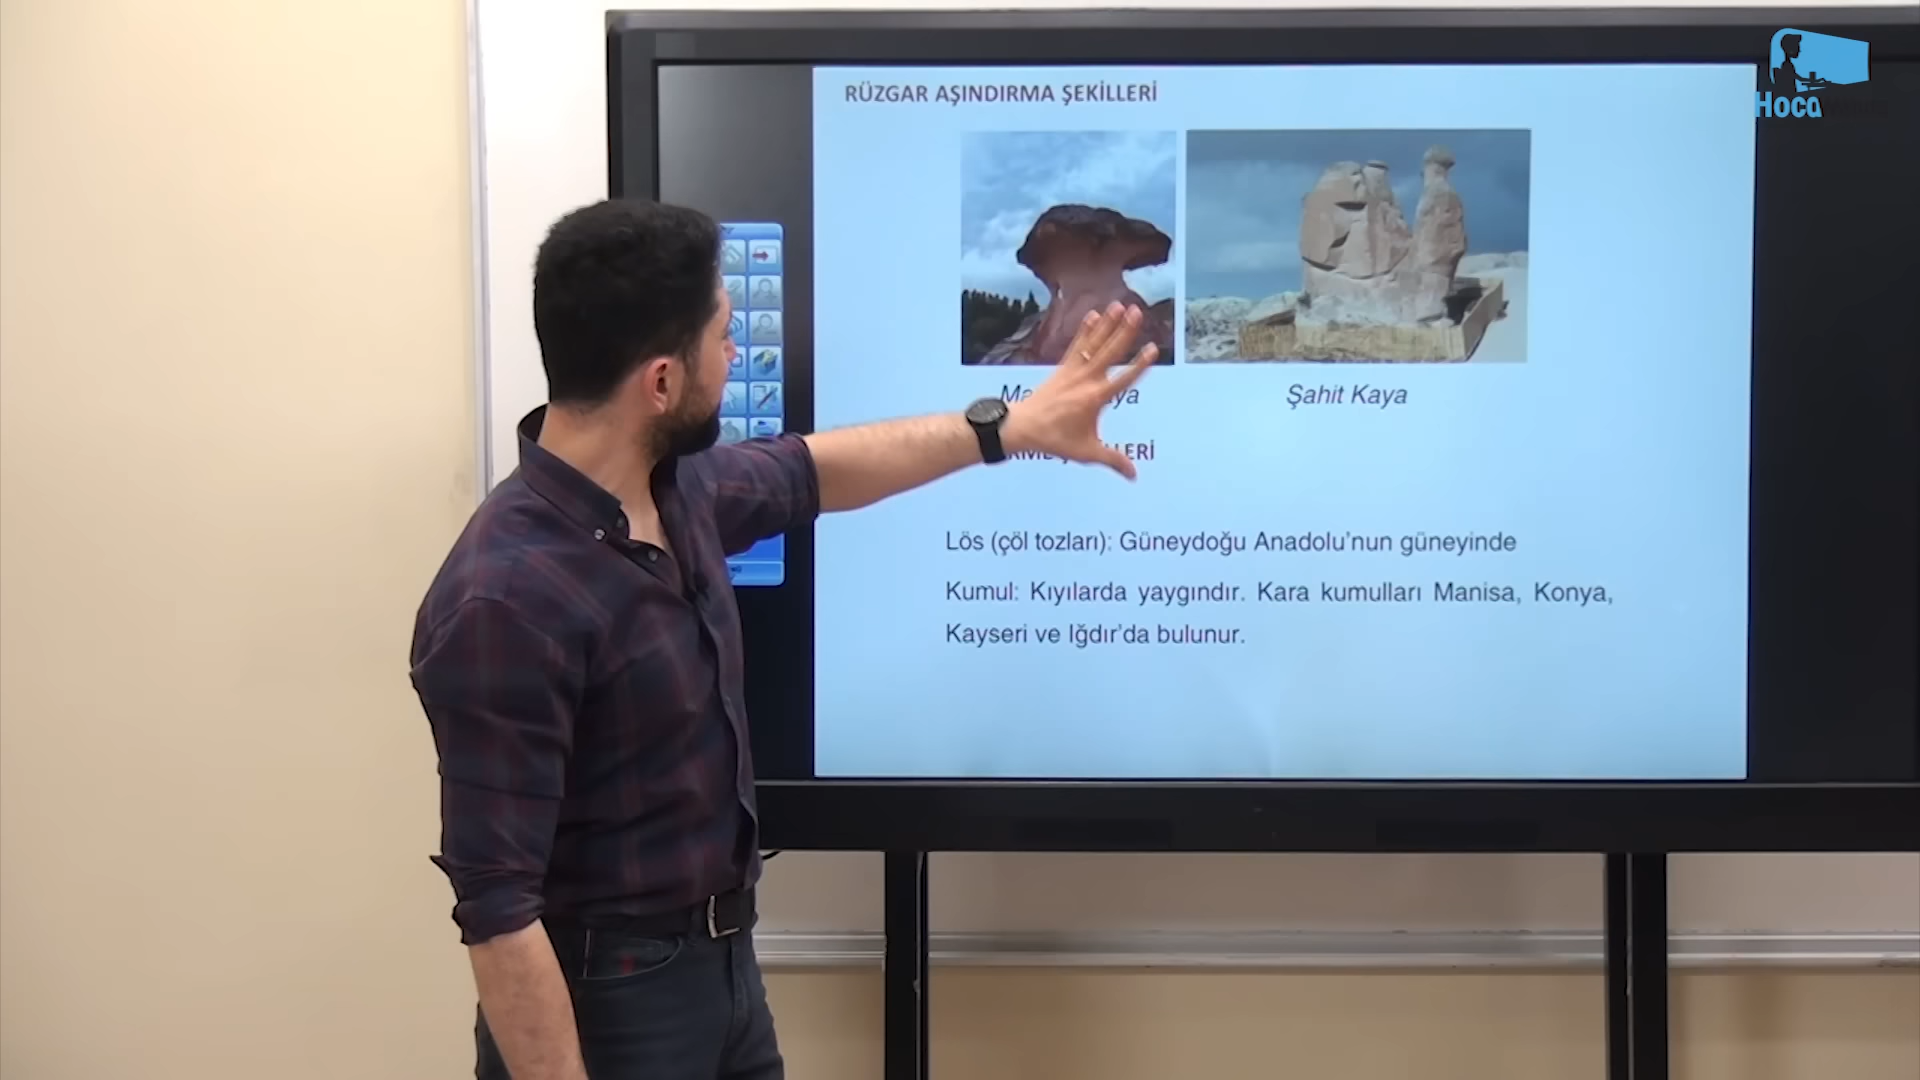 Hoca
RÜZGAR AŞINDIRMA ŞEKİLLERİ
Şahit Kaya
Lös (çöl tozları): Güneydoğu Anadolu'nun güneyinde
Kumul: Kıyılarda yaygındır. Kara kumulları Manisa, Konya,
Kayseri ve Iğdır'da bulunur.